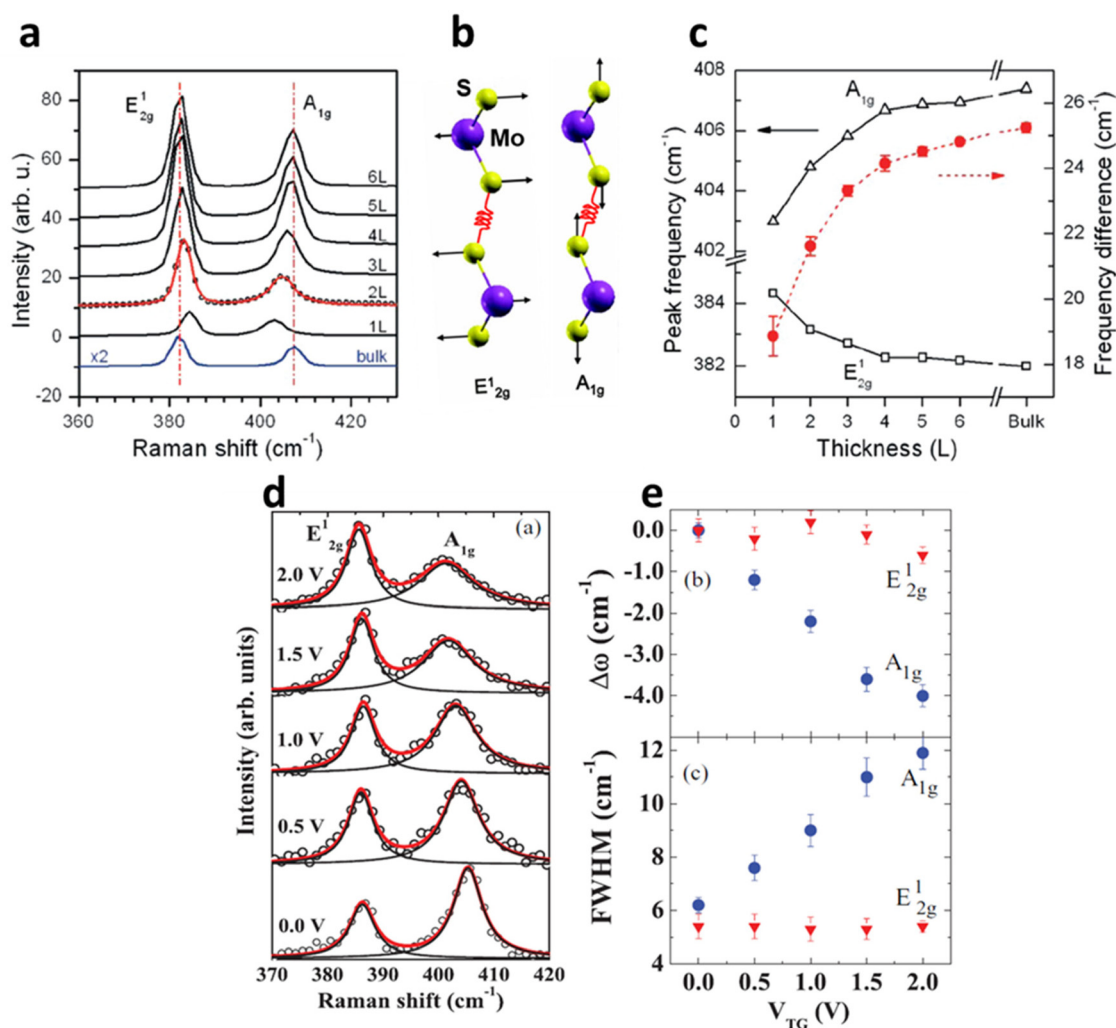 a
E¹₂g
A₁g
80
60
40
20
0
-20
6L
5L
4L
3L
2L
1L
x2
bulk
360
380
400
420
Intensity (arb. u.)
Raman shift (cm⁻¹)
b
S
Mo
E¹₂g
A₁g
c
408
406
404
402
384
382
A₁g
E¹₂g
26
24
22
20
18
0
1
2
3
4
5
6
Bulk
Peak frequency (cm⁻¹)
Frequency difference (cm⁻¹)
Thickness (L)
d
(a)
E¹₂g
A₁g
2.0 V
1.5 V
1.0 V
0.5 V
0.0 V
370
380
390
400
410
420
Intensity (arb. units)
Raman shift (cm⁻¹)
e
0.0
-1.0
-2.0
-3.0
-4.0
(b)
E¹₂g
A₁g
Δω (cm⁻¹)
12
10
8
6
4
(c)
A₁g
E¹₂g
FWHM (cm⁻¹)
0.0
0.5
1.0
1.5
2.0
V_TG (V)